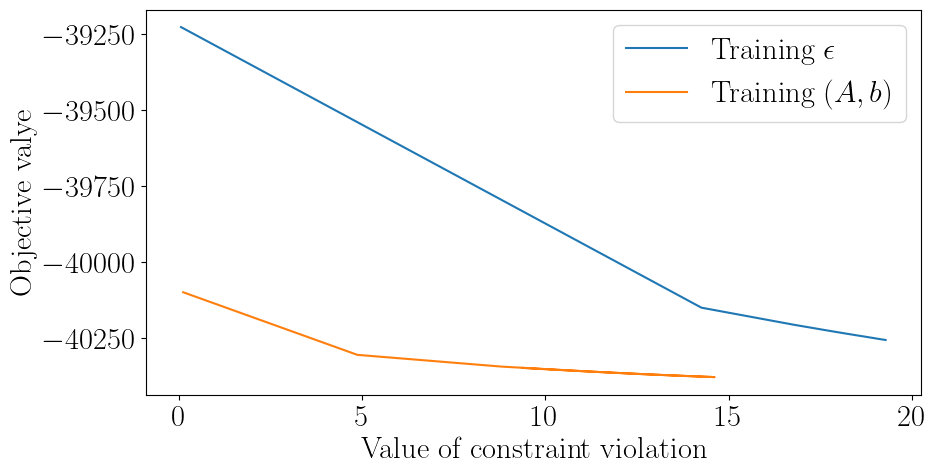 −39250
−39500
−39750
−40000
−40250
Objective valye
Training ϵ
Training (A, b)
0
5
10
15
20
Value of constraint violation